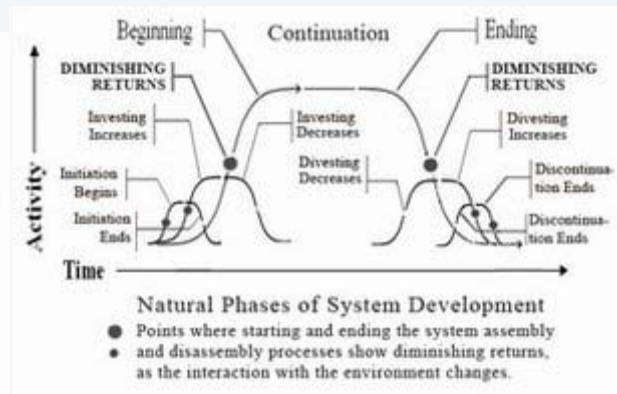 Beginning
Continuation
Ending
DIMINISHING
RETURNS
DIMINISHING
RETURNS
Investing
Increases
Investing
Decreases
Divesting
Increases
Initiation
Begins
Divesting
Decreases
Discontinua-
tion Ends
Initiation
Ends
Discontinua-
tion Ends
Activity
Time
Natural Phases of System Development
Points where starting and ending the system assembly
and disassembly processes show diminishing returns,
as the interaction with the environment changes.